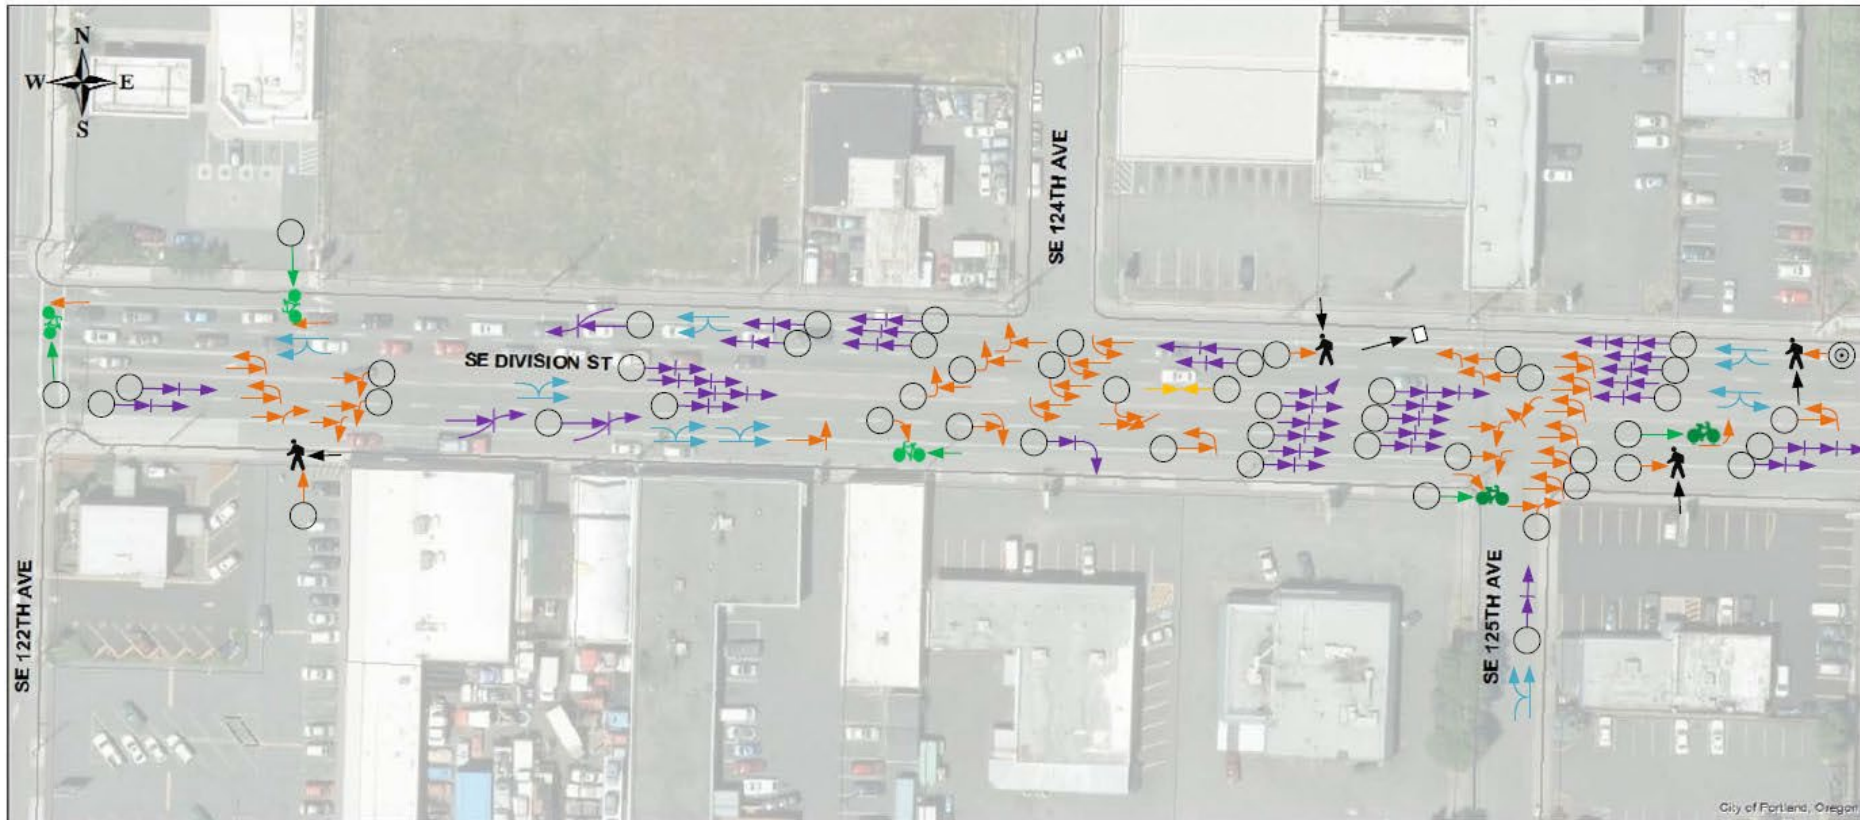 N
W E
S
SE 124TH AVE
SE DIVISION ST
SE 122TH AVE
SE 125TH AVE
City of Portland, Oregon